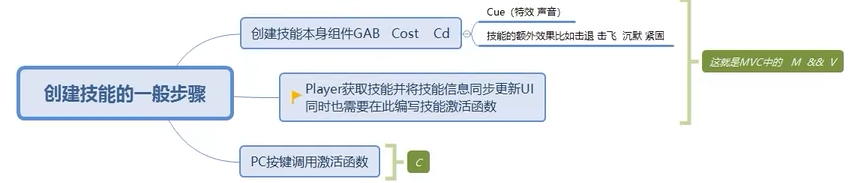 创建技能的一般步骤
创建技能本身组件GAB Cost Cd
Cue（特效 声音）
技能的额外效果比如击退 击飞 沉默 紧固
Player获取技能并将技能信息同步更新UI
同时也需要在此编写技能激活函数
这就是MVC中的 M && V
PC按键调用激活函数
C